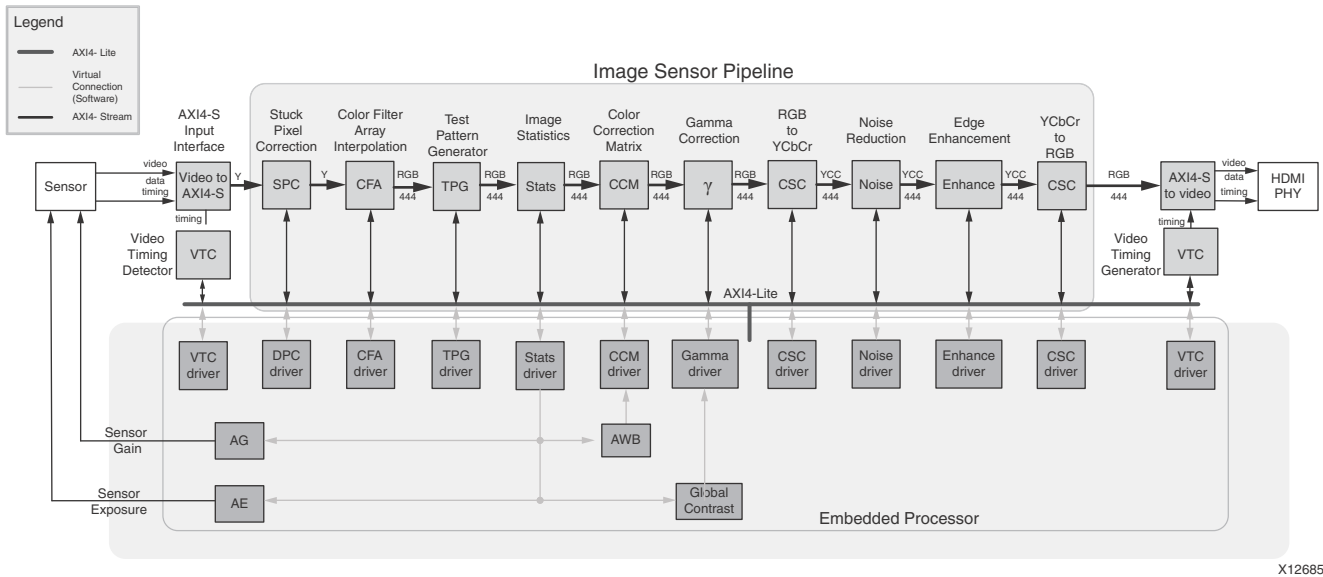 Legend
AXI4- Lite
Virtual
Connection
(Software)
AXI4- Stream
Image Sensor Pipeline
AXI4-S
Input
Interface
Stuck
Pixel
Correction
Color Filter
Array
Interpolation
Test
Pattern
Generator
Image
Statistics
Color
Correction
Matrix
Gamma
Correction
RGB
to
YCbCr
Noise
Reduction
Edge
Enhancement
YCbCr
to
RGB
Sensor
video
data
timing
Video to
AXI4-S
Y
SPC
Y
CFA
RGB
444
TPG
RGB
444
Stats
RGB
444
CCM
RGB
444
γ
RGB
444
CSC
YCC
444
Noise
YCC
444
Enhance
YCC
444
CSC
RGB
444
AXI4-S
to video
video
data
timing
HDMI
PHY
timing
timing
Video
Timing
Detector
VTC
Video
Timing
Generator
VTC
AXI4-Lite
VTC
driver
DPC
driver
CFA
driver
TPG
driver
Stats
driver
CCM
driver
Gamma
driver
CSC
driver
Noise
driver
Enhance
driver
CSC
driver
VTC
driver
Sensor
Gain
AG
AWB
Sensor
Exposure
AE
Global
Contrast
Embedded Processor
X12685